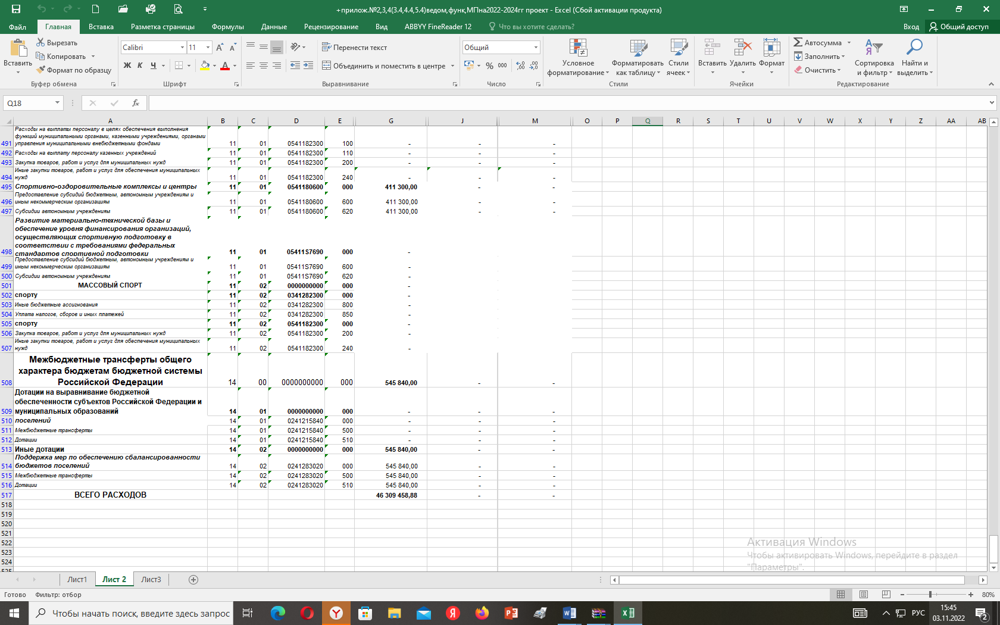 +прилож.№2,3,4(3.4,4.4,5.4)ведом,функ,МПна2022-2024гг проект - Excel (Сбой активации продукта)
Файл Главная Вставка Разметка страницы Формулы Данные Рецензирование Вид ABBYY FineReader 12 Что вы хотите сделать? Вход Общий доступ
Вставить
Вырезать
Копировать
Формат по образцу
Буфер обмена
Calibri 11
Ж К Ч
Шрифт
Перенести текст
Объединить и поместить в центре
Выравнивание
Общий
% 000
Число
Условное форматирование
Форматировать как таблицу
Стили ячеек
Стили
Вставить Удалить Формат
Ячейки
Автосумма
Заполнить
Очистить
Сортировка и фильтр
Найти и выделить
Редактирование
Q18 fx
A B C D E G J M O P Q R S T U V W X Y Z AA AB
Расходы на выплаты персоналу в целях обеспечения выполнения
функций муниципальными органами, казенными учреждениями, органами
491 управления муниципальными внебюджетными фондами 11 01 0541182300 100 - - -
492 Расходы на выплату персоналу казенных учреждений 11 01 0541182300 110 - - -
493 Закупка товаров, работ и услуг для муниципальных нужд 11 01 0541182300 200 - - -
Иные закупки товаров, работ и услуг для обеспечения муниципальных
494 нужд 11 01 0541182300 240 - - -
495 Спортивно-оздоровительные комплексы и центры 11 01 0541180600 000 411 300,00 - -
Предоставление субсидий бюджетным, автономным учреждениям и
496 иным некоммерческим организациям 11 01 0541180600 600 411 300,00 - -
497 Субсидии автономным учреждениям 11 01 0541180600 620 411 300,00 - -
Развитие материально-технической базы и
обеспечение уровня финансирования организаций,
осуществляющих спортивную подготовку в
соответствии с требованиями федеральных
498 стандартов спортивной подготовки 11 01 05411S7690 000 -
Предоставление субсидий бюджетным, автономным учреждениям и
499 иным некоммерческим организациям 11 01 05411S7690 600 -
500 Субсидии автономным учреждениям 11 01 05411S7690 620 -
501 МАССОВЫЙ СПОРТ 11 02 0000000000 000 -
502 спорту 11 02 0341282300 000 -
503 Иные бюджетные ассигнования 11 02 0341282300 800 -
504 Уплата налогов, сборов и иных платежей 11 02 0341282300 850 -
505 спорту 11 02 0541182300 000 -
506 Закупка товаров, работ и услуг для муниципальных нужд 11 02 0541182300 200 -
Иные закупки товаров, работ и услуг для обеспечения муниципальных
507 нужд 11 02 0541182300 240 -
Межбюджетные трансферты общего
характера бюджетам бюджетной системы
508 Российской Федерации 14 00 0000000000 000 545 840,00 - -
Дотации на выравнивание бюджетной
обеспеченности субъектов Российской Федерации и
509 муниципальных образований 14 01 0000000000 000 - - -
510 поселений 14 01 0241215840 000 - - -
511 Межбюджетные трансферты 14 01 0241215840 500 - - -
512 Дотации 14 01 0241215840 510 - - -
513 Иные дотации 14 02 0000000000 000 545 840,00 - -
Поддержка мер по обеспечению сбалансированности
514 бюджетов поселений 14 02 0241283020 000 545 840,00 - -
515 Межбюджетные трансферты 14 02 0241283020 500 545 840,00 - -
516 Дотации 14 02 0241283020 510 545 840,00 - -
517 ВСЕГО РАСХОДОВ 46 309 458,88 - -
518
519
520
521
522
523
524
525
Активация Windows
Чтобы активировать Windows, перейдите в раздел
"Параметры".
Лист1 Лист 2 Лист3
Готово Фильтр: отбор 80%
Чтобы начать поиск, введите здесь запрос
РУС 15:45
03.11.2022
2